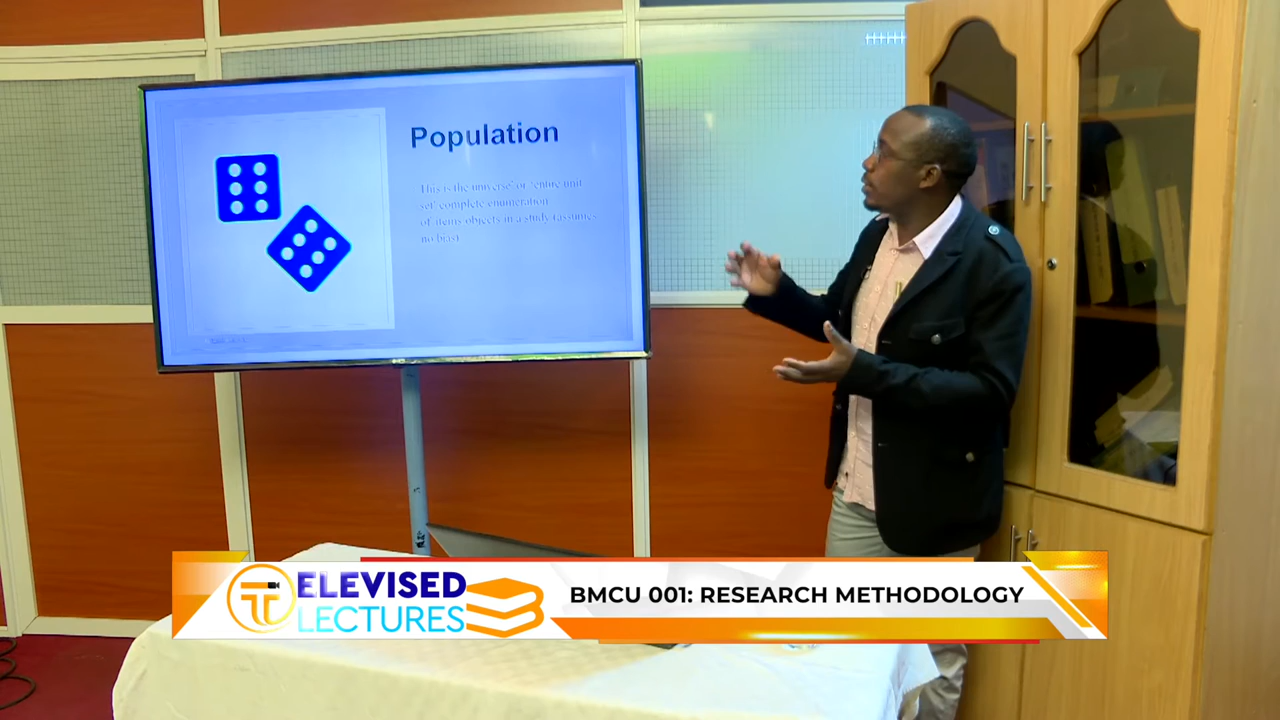 Population
This is the universe' or 'entire unit
set' complete enumeration
of items objects in a study (assumes
no bias)
TELEVISED
LECTURES
BMCU 001: RESEARCH METHODOLOGY